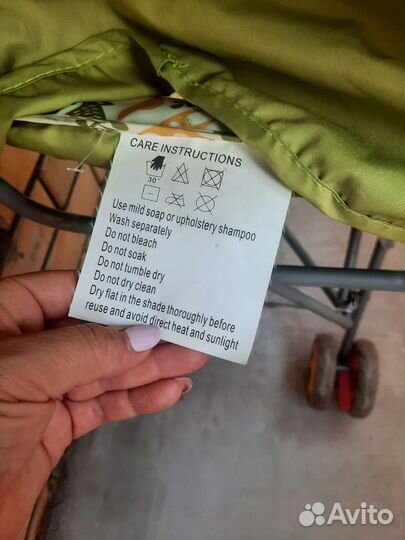 CARE INSTRUCTIONS
30°
Use mild soap or upholstery shampoo
Wash separately
Do not bleach
Do not soak
Do not tumble dry
Do not dry clean
Dry flat in the shade thoroughly before
reuse and avoid direct heat and sunlight
Avito